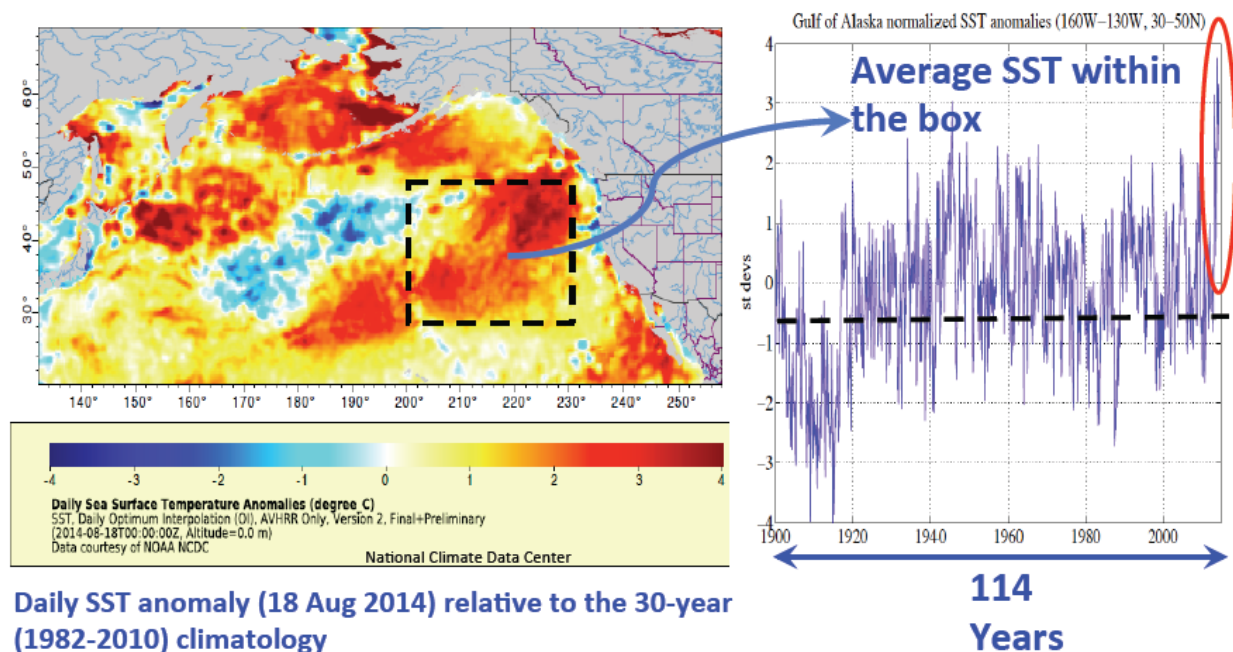 Gulf of Alaska normalized SST anomalies (160W−130W, 30−50N)
Average SST within
the box
60°
50°
40°
30°
140° 150° 160° 170° 180° 190° 200° 210° 220° 230° 240° 250°
4
3
2
1
0
−1
−2
−3
−4
st devs
1900 1920 1940 1960 1980 2000
-4 -3 -2 -1 0 1 2 3 4
Daily Sea Surface Temperature Anomalies (degree_C)
SST, Daily Optimum Interpolation (OI), AVHRR Only, Version 2, Final+Preliminary
(2014-08-18T00:00:00Z, Altitude=0.0 m)
Data courtesy of NOAA NCDC
National Climate Data Center
114
Years
Daily SST anomaly (18 Aug 2014) relative to the 30-year
(1982-2010) climatology